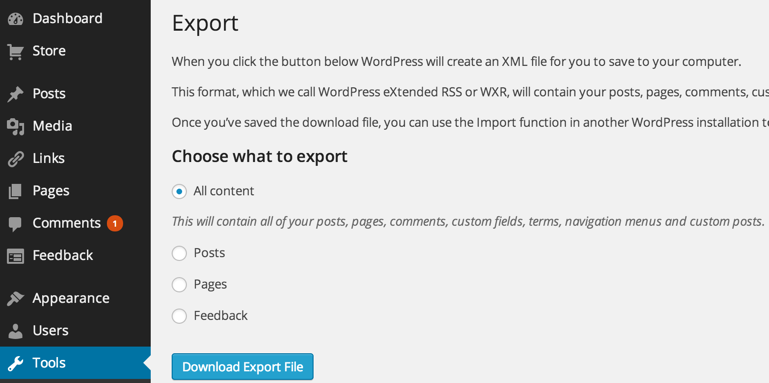 Dashboard
Store
Posts
Media
Links
Pages
Comments 1
Feedback
Appearance
Users
Tools
Export
When you click the button below WordPress will create an XML file for you to save to your computer.
This format, which we call WordPress eXtended RSS or WXR, will contain your posts, pages, comments,
Once you've saved the download file, you can use the Import function in another WordPress installation
Choose what to export
All content
This will contain all of your posts, pages, comments, custom fields, terms, navigation menus and custom posts.
Posts
Pages
Feedback
Download Export File